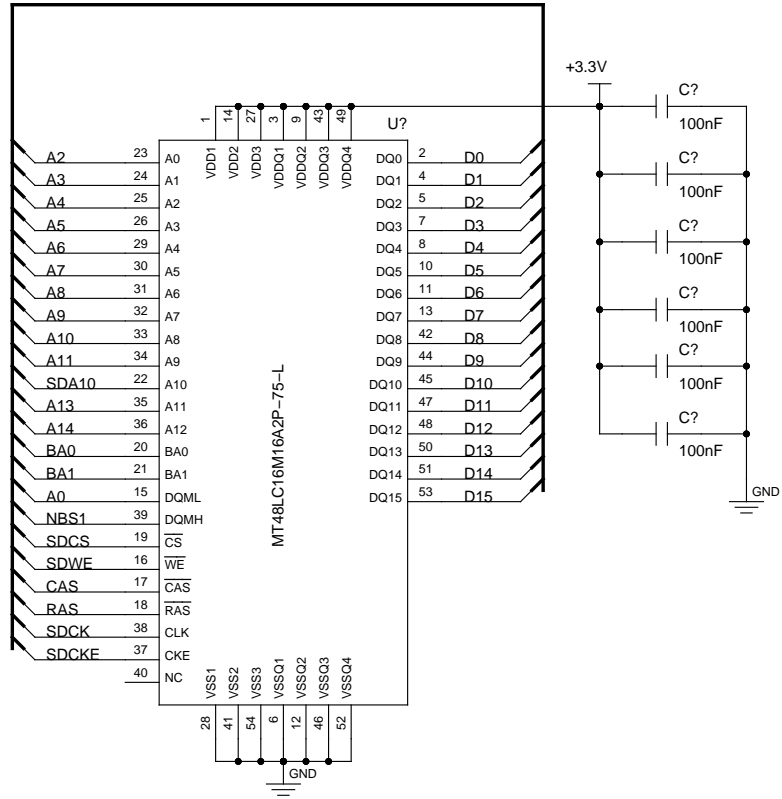 +3.3V
C?
100nF
C?
100nF
C?
100nF
C?
100nF
C?
100nF
C?
100nF
GND
U?
1 14 27 3 9 43 49
VDD1 VDD2 VDD3 VDDQ1 VDDQ2 VDDQ3 VDDQ4
A2 23 A0 DQ0 2 D0
A3 24 A1 DQ1 4 D1
A4 25 A2 DQ2 5 D2
A5 26 A3 DQ3 7 D3
A6 29 A4 DQ4 8 D4
A7 30 A5 DQ5 10 D5
A8 31 A6 DQ6 11 D6
A9 32 A7 DQ7 13 D7
A10 33 A8 DQ8 42 D8
A11 34 A9 DQ9 44 D9
SDA10 22 A10 DQ10 45 D10
A13 35 A11 DQ11 47 D11
A14 36 A12 DQ12 48 D12
BA0 20 BA0 DQ13 50 D13
BA1 21 BA1 DQ14 51 D14
A0 15 DQML DQ15 53 D15
NBS1 39 DQMH
SDCS 19 CS
SDWE 16 WE
CAS 17 CAS
RAS 18 RAS
SDCK 38 CLK
SDCKE 37 CKE
40 NC
MT48LC16M16A2P-75-L
VSS1 VSS2 VSS3 VSSQ1 VSSQ2 VSSQ3 VSSQ4
28 41 54 6 12 46 52
GND